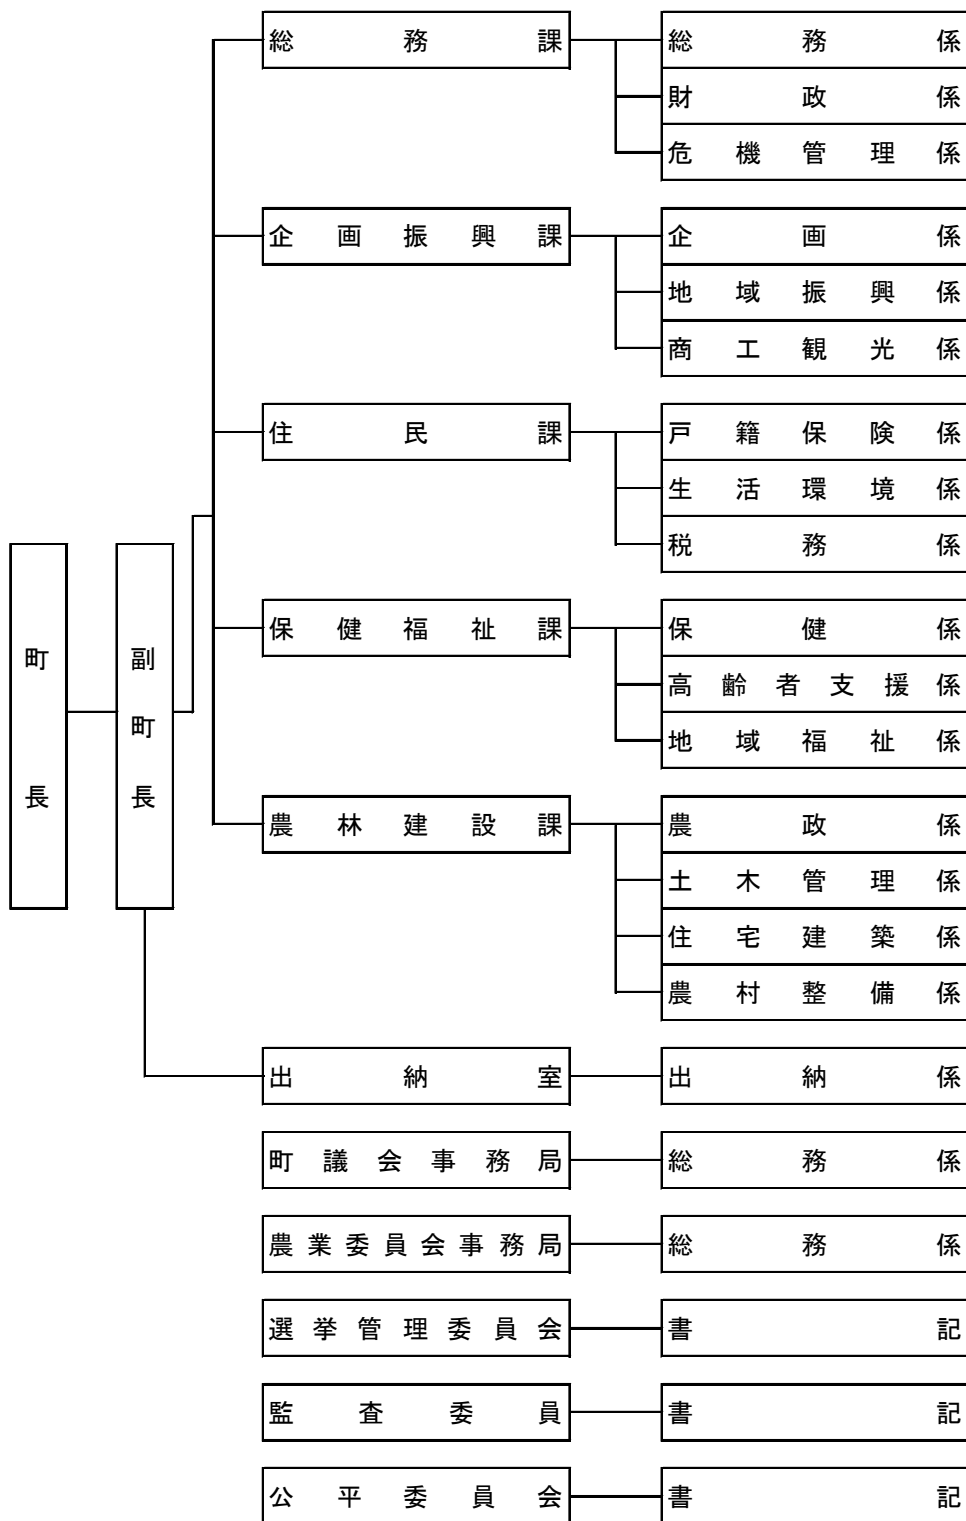 町長
副町長
総務課
総務係
財政係
危機管理係
企画振興課
企画係
地域振興係
商工観光係
住民課
戸籍保険係
生活環境係
税務係
保健福祉課
保健係
高齢者支援係
地域福祉係
農林建設課
農政係
土木管理係
住宅建築係
農村整備係
出納室
出納係
町議会事務局
総務係
農業委員会事務局
総務係
選挙管理委員会
書記
監査委員
書記
公平委員会
書記